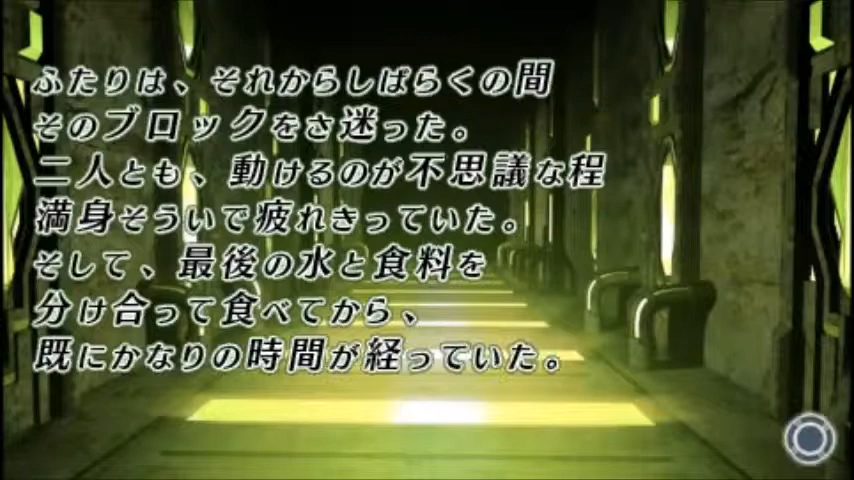 ふたりは、それからしばらくの間
そのブロックをさ迷った。
二人とも、動けるのが不思議な程
満身そういで疲れきっていた。
そして、最後の水と食料を
分け合って食べてから、
既にかなりの時間が経っていた。